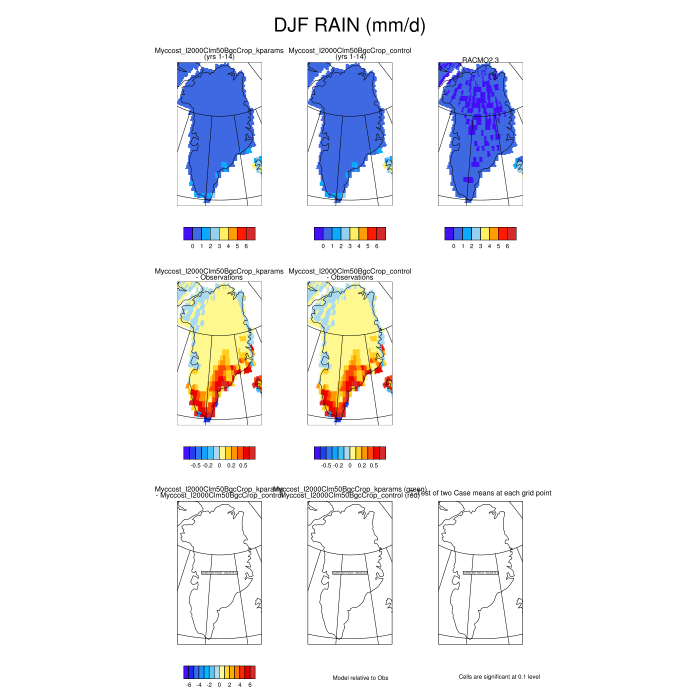 DJF RAIN (mm/d)
Myccost_I2000Clm50BgcCrop_kparams
(yrs 1-14)
Myccost_I2000Clm50BgcCrop_control
(yrs 1-14)
RACMO2.3
0 1 2 3 4 5 6
0 1 2 3 4 5 6
0 1 2 3 4 5 6
Myccost_I2000Clm50BgcCrop_kparams
- Observations
Myccost_I2000Clm50BgcCrop_control
- Observations
-0.5 -0.2 0 0.2 0.5
-0.5 -0.2 0 0.2 0.5
Myccost_I2000Clm50BgcCrop_kparams
- Myccost_I2000Clm50BgcCrop_control
Myccost_I2000Clm50BgcCrop_kparams (green)
Myccost_I2000Clm50BgcCrop_control (red)
est of two Case means at each grid point
-6 -4 -2 0 2 4 6
Model relative to Obs
Cells are significant at 0.1 level